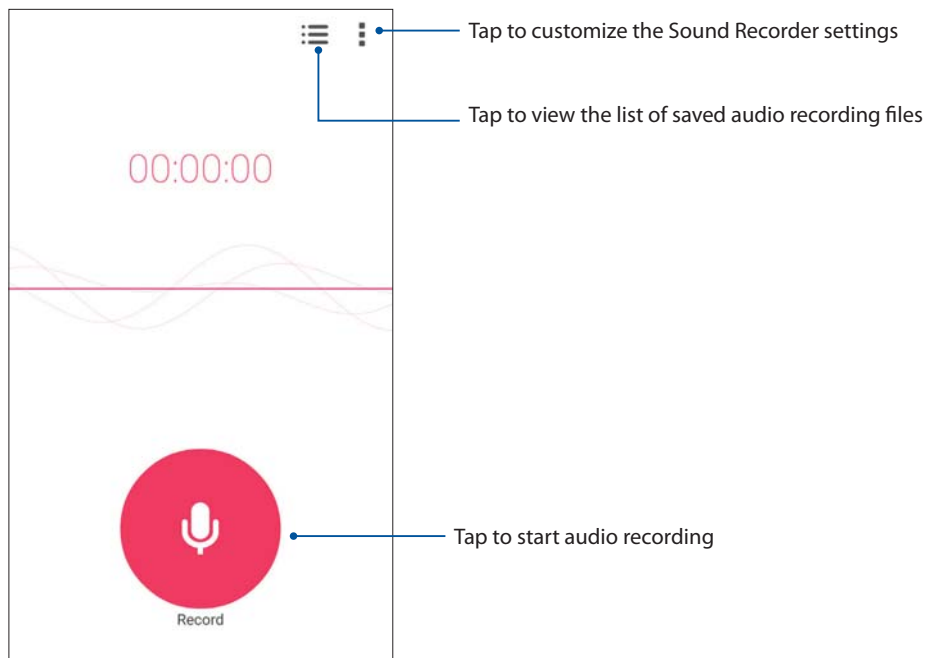 Tap to customize the Sound Recorder settings
Tap to view the list of saved audio recording files
00:00:00
Tap to start audio recording
Record